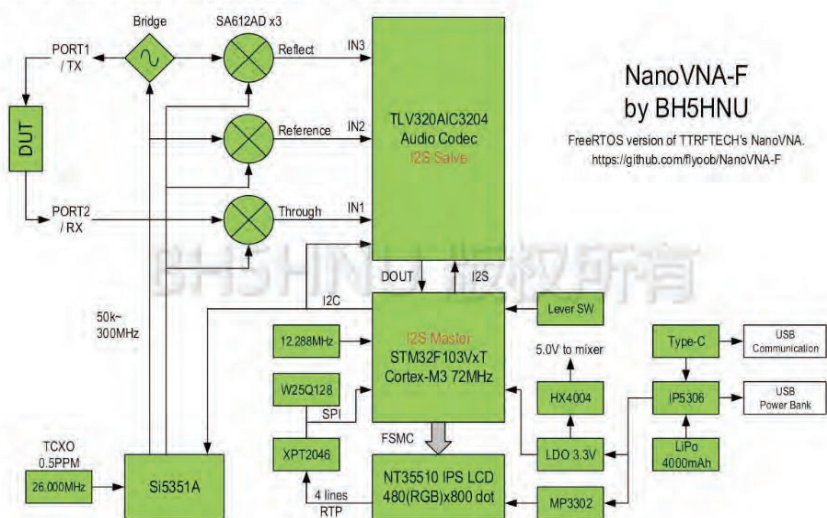 Bridge
SA612AD x3
PORT1
/ TX
Reflect
IN3
DUT
Reference
IN2
PORT2
/ RX
Through
IN1
TLV320AIC3204
Audio Codec
I2S Salve
NanoVNA-F
by BH5HNU
FreeRTOS version of TTRFTECH's NanoVNA.
https://github.com/flyoob/NanoVNA-F
BH5HNU 版权所有
DOUT
I2S
I2C
50k~
300MHz
12.288MHz
I2S Master
STM32F103VxT
Cortex-M3 72MHz
Lever SW
5.0V to mixer
Type-C
USB
Communication
W25Q128
SPI
HX4004
IP5306
USB
Power Bank
XPT2046
FSMC
LDO 3.3V
LiPo
4000mAh
TCXO
0.5PPM
26.000MHz
Si5351A
4 lines
RTP
NT35510 IPS LCD
480(RGB)x800 dot
MP3302